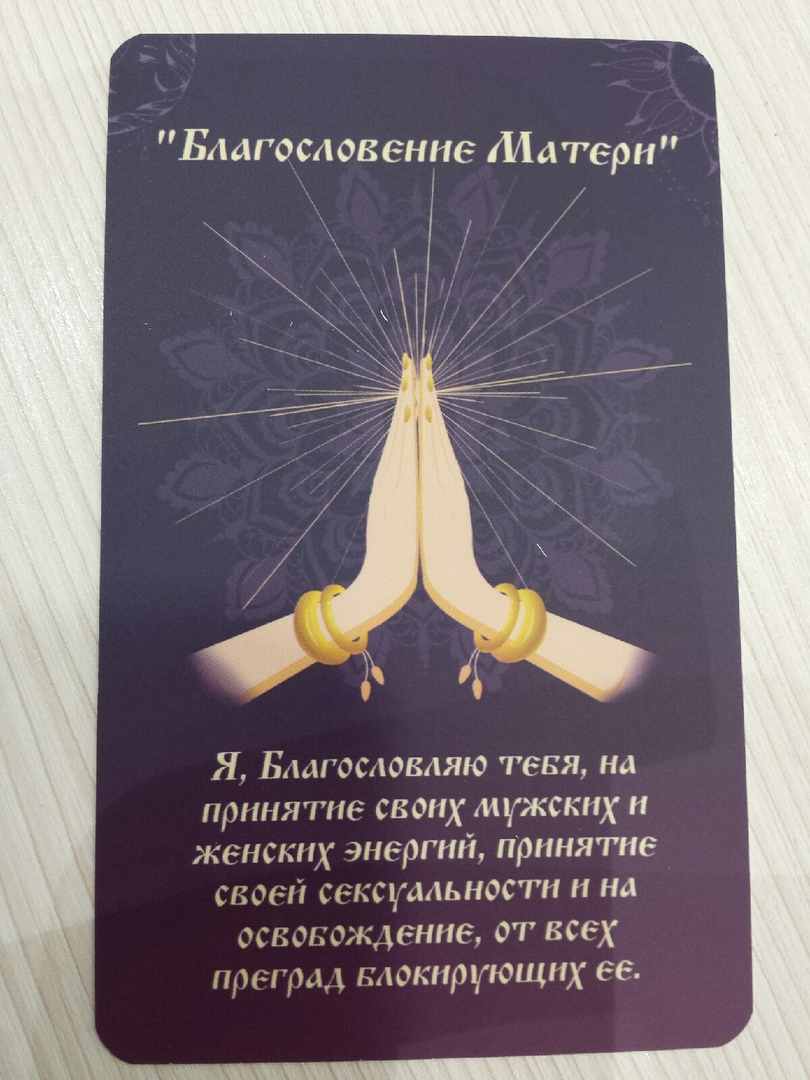 "Благословение Матери"
Я, Благословляю тебя, на
принятие своих мужских и
женских энергий, принятие
своей сексуальности и на
освобождение, от всех
преград блокирующих ее.